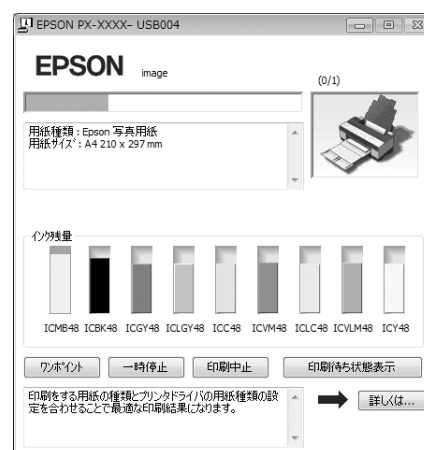 EPSON PX-XXXX- USB004
EPSON image
(0/1)
用紙種類 : Epson 写真用紙
用紙サイズ : A4 210 x 297 mm
インク残量
ICMB48 ICBK48 ICGY48 ICLGY48 ICC48 ICVM48 ICLC48 ICVLM48 ICY48
ワンポイント 一時停止 印刷中止 印刷待ち状態表示
印刷をする用紙の種類とプリンタドライバの用紙種類の設
定を合わせることで最適な印刷結果になります。
詳しくは...